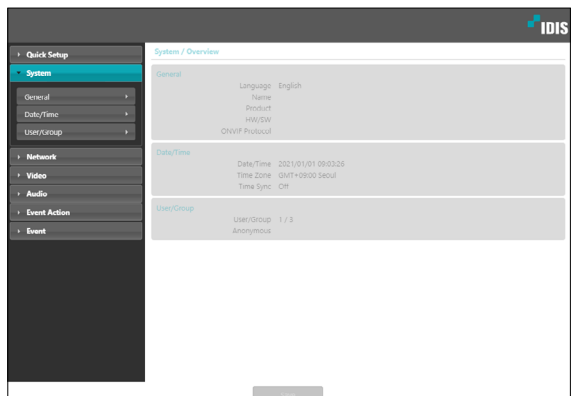 IDIS
Quick Setup
System
General
Date/Time
User/Group
Network
Video
Audio
Event Action
Event
System / Overview
General
Language English
Name
Product
HW/SW
ONVIF Protocol
Date/Time
Date/Time 2021/01/01 09:03:26
Time Zone GMT+09:00 Seoul
Time Sync Off
User/Group
User/Group 1 / 3
Anonymous